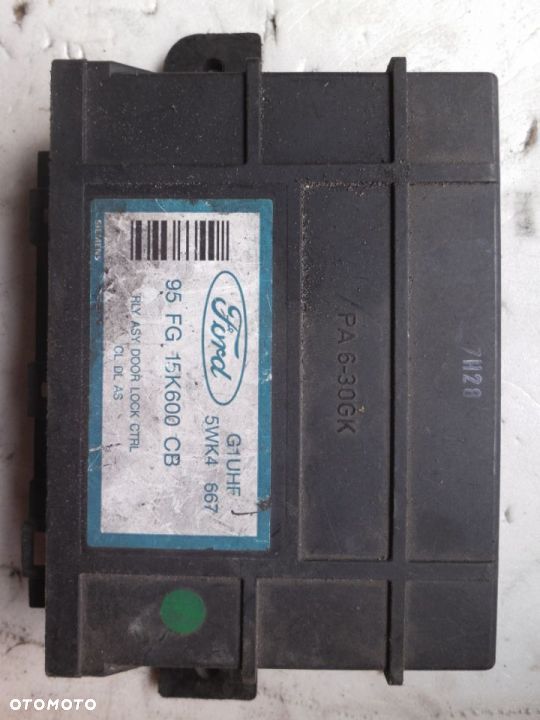 SIEMENS
Ford
G1UHF
5WK4 667
95 FG 15K600 CB
RLY ASY DOOR LOCK CTRL
CL DL AS
PA 6-30GK
7H28
OTOMOTO